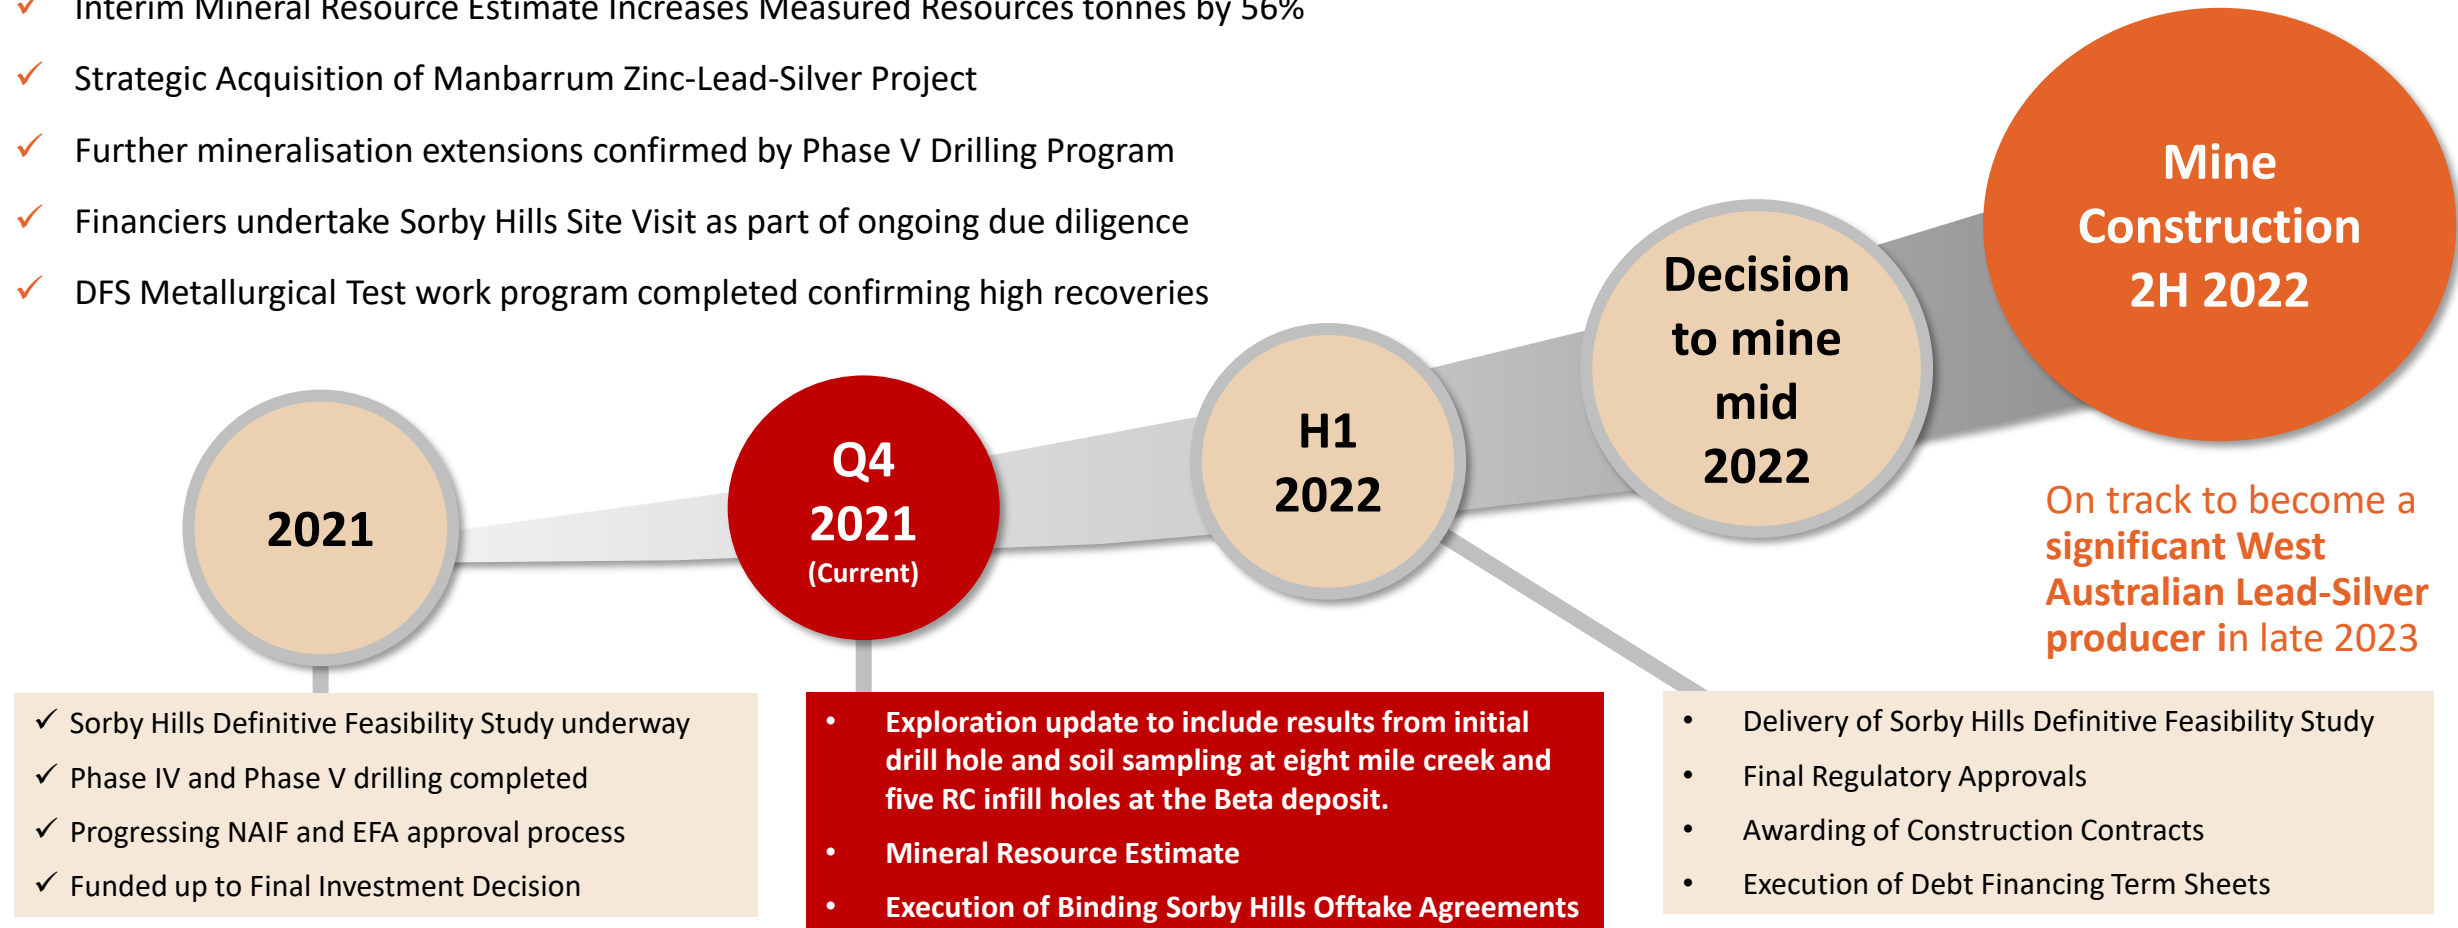 ✓ Interim Mineral Resource Estimate Increases Measured Resources tonnes by 56%
✓ Strategic Acquisition of Manbarrum Zinc-Lead-Silver Project
✓ Further mineralisation extensions confirmed by Phase V Drilling Program
✓ Financiers undertake Sorby Hills Site Visit as part of ongoing due diligence
✓ DFS Metallurgical Test work program completed confirming high recoveries
2021
Q4
2021
(Current)
H1
2022
Decision
to mine
mid
2022
Mine
Construction
2H 2022
On track to become a
significant West
Australian Lead-Silver
producer in late 2023
✓ Sorby Hills Definitive Feasibility Study underway
✓ Phase IV and Phase V drilling completed
✓ Progressing NAIF and EFA approval process
✓ Funded up to Final Investment Decision
• Exploration update to include results from initial
drill hole and soil sampling at eight mile creek and
five RC infill holes at the Beta deposit.
• Mineral Resource Estimate
• Execution of Binding Sorby Hills Offtake Agreements
• Delivery of Sorby Hills Definitive Feasibility Study
• Final Regulatory Approvals
• Awarding of Construction Contracts
• Execution of Debt Financing Term Sheets